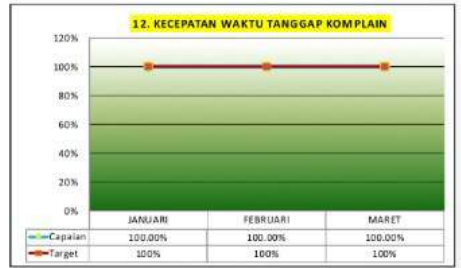 12. KECEPATAN WAKTU TANGGAP KOMPLAIN
120%
100%
80%
60%
40%
20%
0%
JANUARI FEBRUARI MARET
Capaian 100.00% 100.00% 100.00%
Target 100% 100% 100%